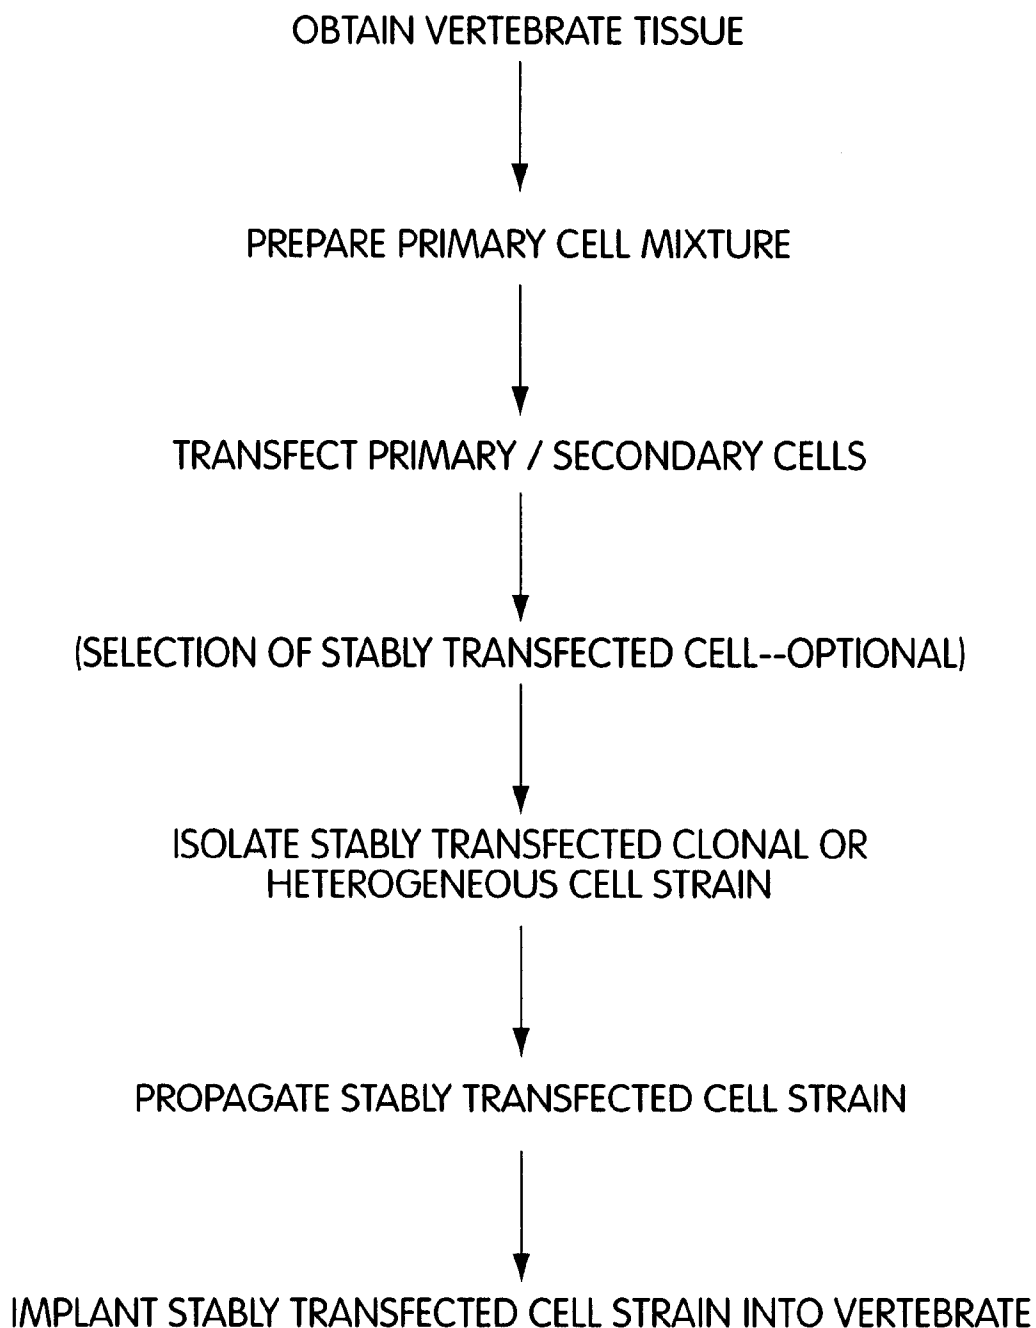 OBTAIN VERTEBRATE TISSUE
PREPARE PRIMARY CELL MIXTURE
TRANSFECT PRIMARY / SECONDARY CELLS
(SELECTION OF STABLY TRANSFECTED CELL--OPTIONAL)
ISOLATE STABLY TRANSFECTED CLONAL OR
HETEROGENEOUS CELL STRAIN
PROPAGATE STABLY TRANSFECTED CELL STRAIN
IMPLANT STABLY TRANSFECTED CELL STRAIN INTO VERTEBRATE